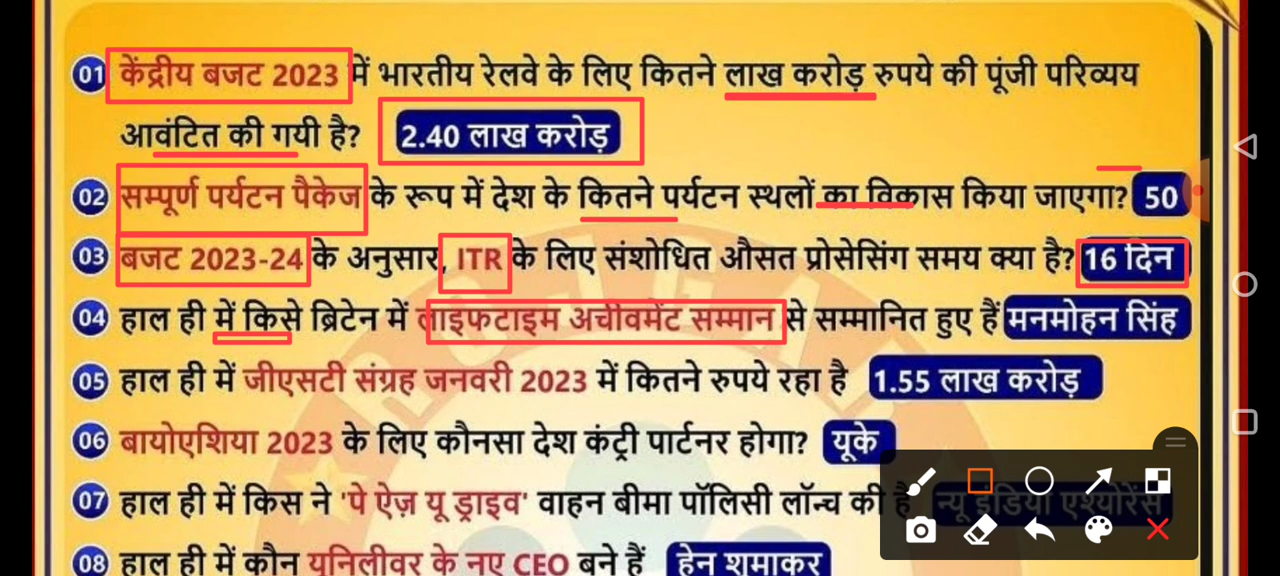 01 केंद्रीय बजट 2023 में भारतीय रेलवे के लिए कितने लाख करोड़ रुपये की पूंजी परिव्यय
आवंटित की गयी है? 2.40 लाख करोड़
02 सम्पूर्ण पर्यटन पैकेज के रूप में देश के कितने पर्यटन स्थलों का विकास किया जाएगा? 50
03 बजट 2023-24 के अनुसार, ITR के लिए संशोधित औसत प्रोसेसिंग समय क्या है? 16 दिन
04 हाल ही में किसे ब्रिटेन में लाइफटाइम अचीवमेंट सम्मान से सम्मानित हुए हैं मनमोहन सिंह
05 हाल ही में जीएसटी संग्रह जनवरी 2023 में कितने रुपये रहा है 1.55 लाख करोड़
06 बायोएशिया 2023 के लिए कौनसा देश कंट्री पार्टनर होगा? यूके
07 हाल ही में किस ने 'पे ऐज़ यू ड्राइव' वाहन बीमा पॉलिसी लॉन्च की है न्यू इंडिया एश्योरेंस
08 हाल ही में कौन यूनिलीवर के नए CEO बने हैं हेन शूमाकर